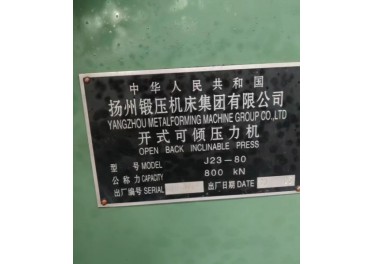 中华人民共和国
扬州锻压机床集团有限公司
YANGZHOU METALFORMING MACHINE GROUP CO.,LTD
开式可倾压力机
OPEN BACK INCLINABLE PRESS
型号 MODEL J23-80
公称力 CAPACITY 800 kN
出厂编号 SERIAL 出厂日期 DATE